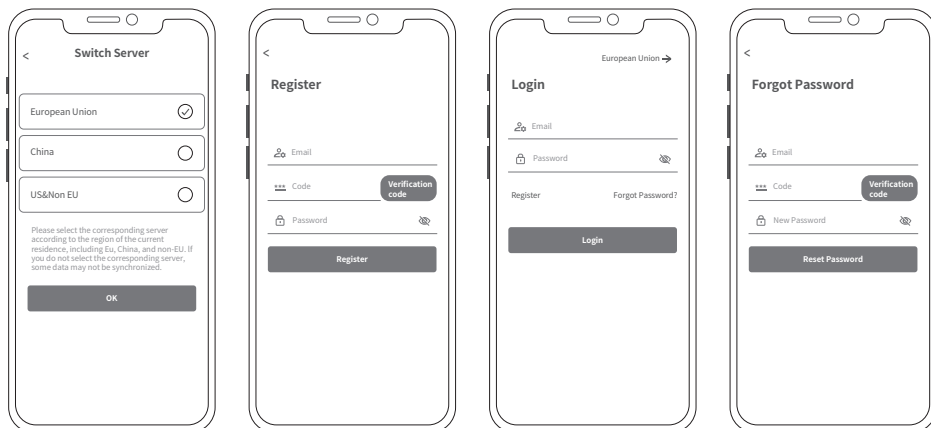 <
Switch Server
European Union
China
US&Non EU
Please select the corresponding server
according to the region of the current
residence, including Eu, China, and non-EU. If
you do not select the corresponding server,
some data may not be synchronized.
OK
<
Register
Email
*** Code
Verification
code
Password
Register
European Union →
Login
Email
Password
Register
Forgot Password?
Login
<
Forgot Password
Email
*** Code
Verification
code
New Password
Reset Password